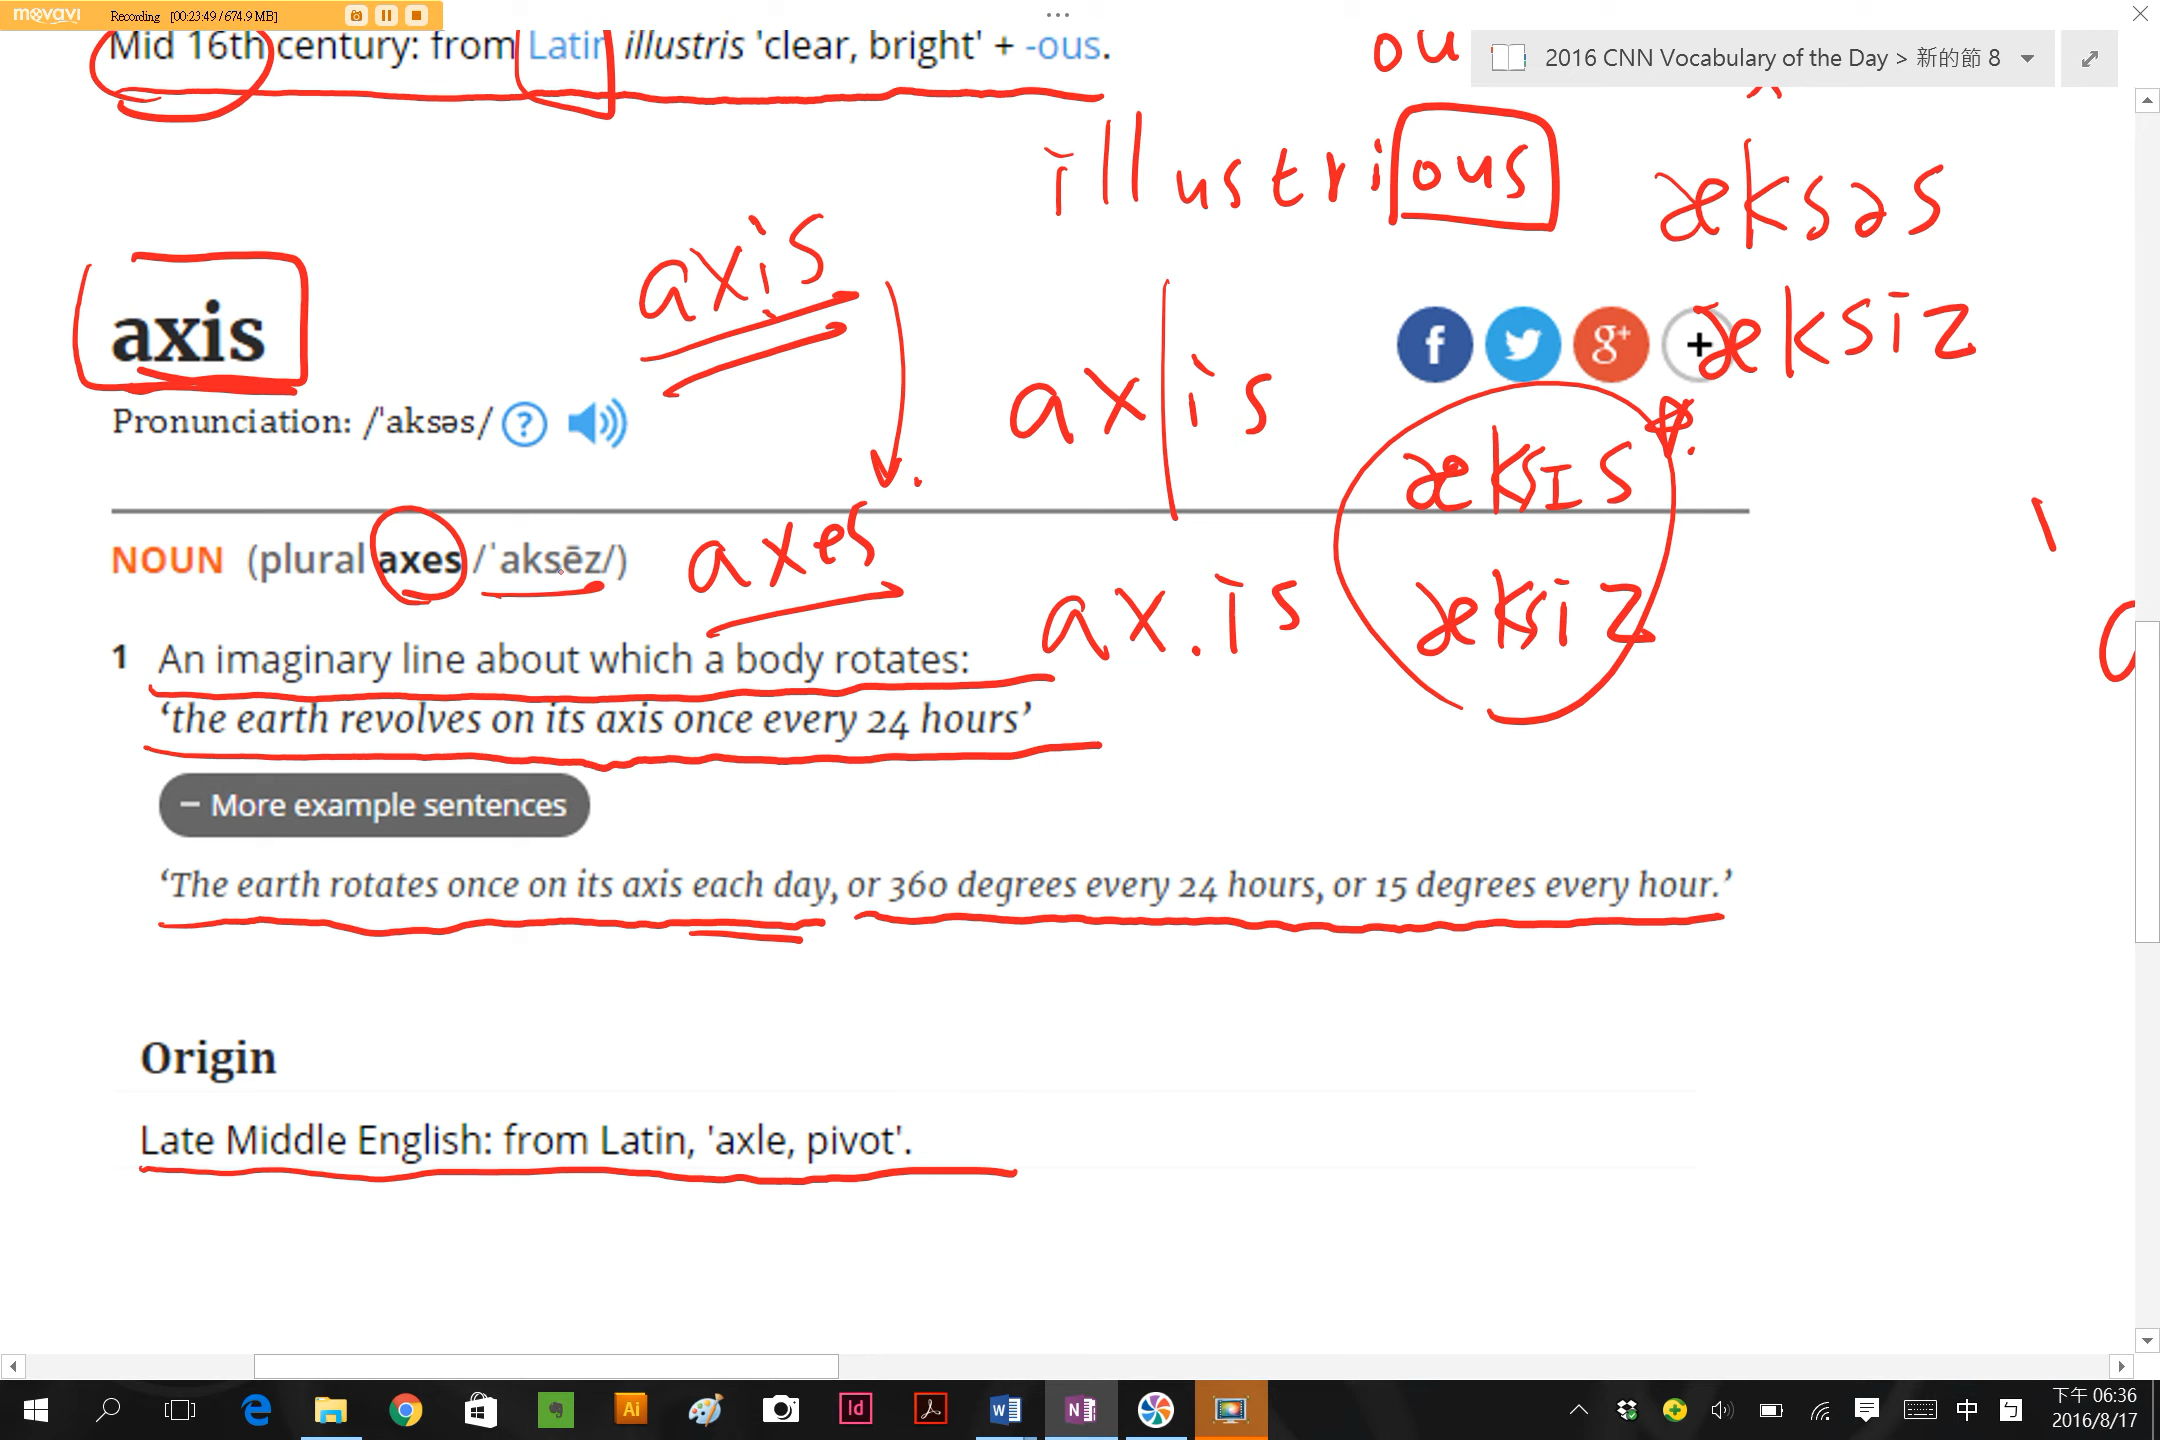 movavi Recording [00:23:49 / 674.9 MB]
Mid 16th century: from Latin illustris 'clear, bright' + -ous.
ou
2016 CNN Vocabulary of the Day > 新的節 8
illustrious
æksəs
axis
axis
æksiz
f g+ +
axis
Pronunciation: /ˈaksəs/ ?
æksɪs
NOUN (plural axes /ˈaksēz/)
axes
ax.is
æksiz
1 An imaginary line about which a body rotates:
‘the earth revolves on its axis once every 24 hours’
− More example sentences
‘The earth rotates once on its axis each day, or 360 degrees every 24 hours, or 15 degrees every hour.’
Origin
Late Middle English: from Latin, 'axle, pivot'.
Ai
Id
W
N
中
ㄅ
下午 06:36
2016/8/17